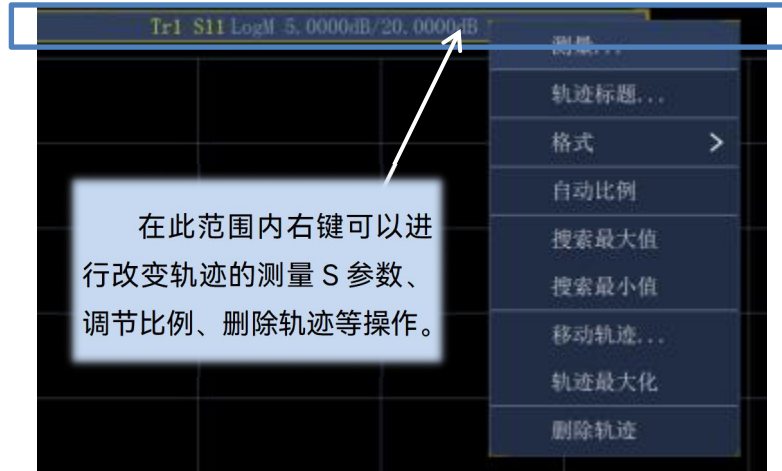 Tr1 S11 LogM 5.0000dB/20.0000dB
测量...
轨迹标题...
格式 >
自动比例
搜索最大值
搜索最小值
移动轨迹...
轨迹最大化
删除轨迹
在此范围内右键可以进
行改变轨迹的测量 S 参数、
调节比例、删除轨迹等操作。